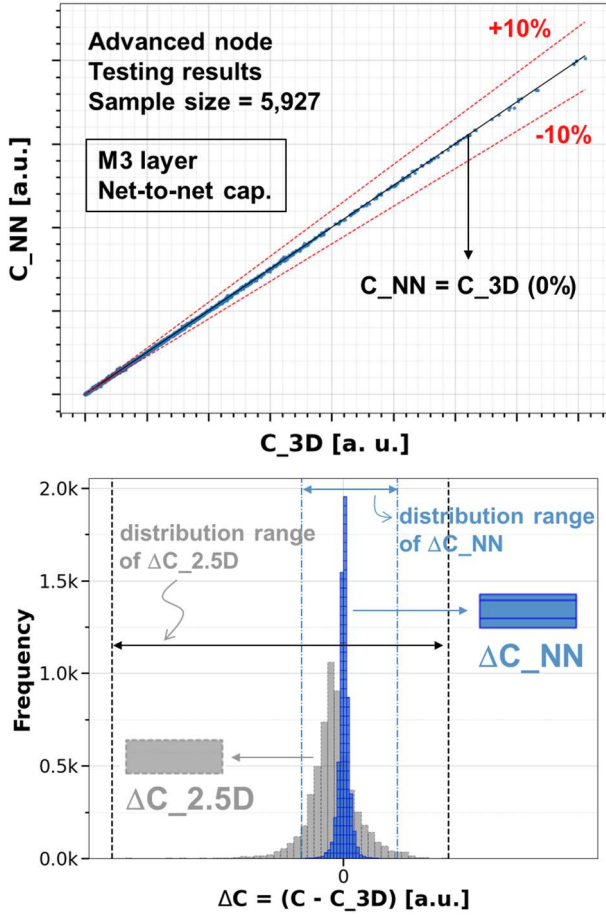 +10%
Advanced node
Testing results
Sample size = 5,927
-10%
M3 layer
Net-to-net cap.
C_NN [a.u.]
C_NN = C_3D (0%)
C_3D [a. u.]
2.0k
distribution range
of ΔC_2.5D
distribution range
of ΔC_NN
1.5k
ΔC_NN
Frequency
1.0k
0.5k
ΔC_2.5D
0.0k
0
ΔC = (C - C_3D) [a.u.]